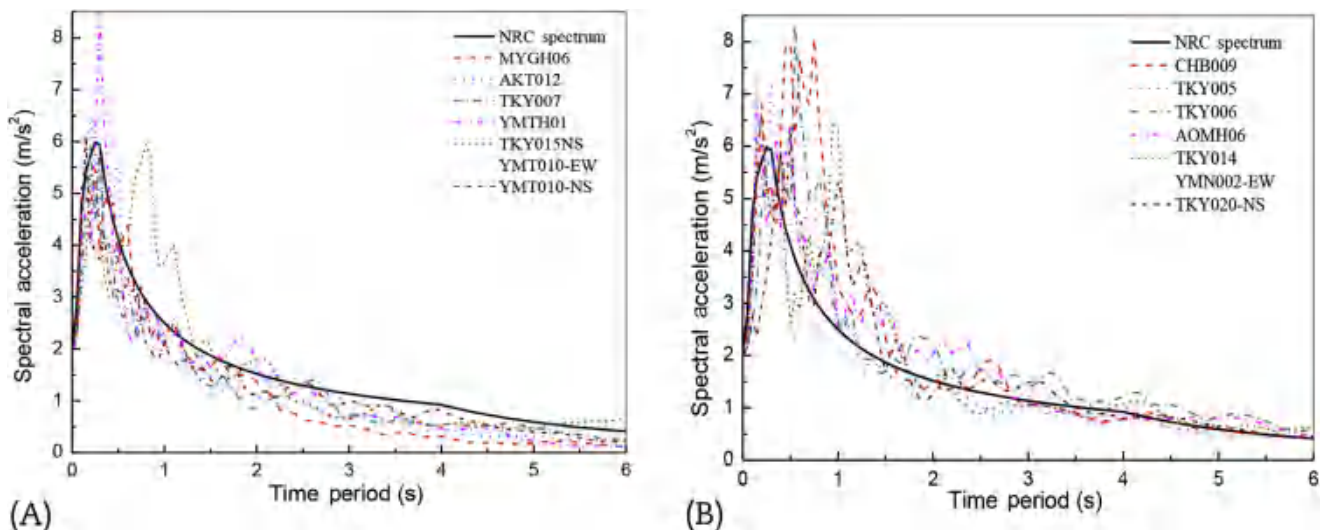 8
7
6
5
4
3
2
1
0
Spectral acceleration (m/s²)
NRC spectrum
MYGH06
AKT012
TKY007
YMTH01
TKY015NS
YMT010-EW
YMT010-NS
0 1 2 3 4 5 6
Time period (s)
(A)
8
7
6
5
4
3
2
1
0
Spectral acceleration (m/s²)
NRC spectrum
CHB009
TKY005
TKY006
AOMH06
TKY014
YMN002-EW
TKY020-NS
0 1 2 3 4 5 6
Time period (s)
(B)